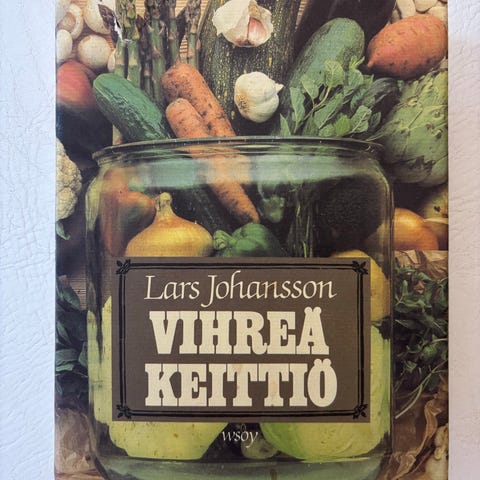 Lars Johansson
VIHREÄ
KEITTIÖ
wsoy